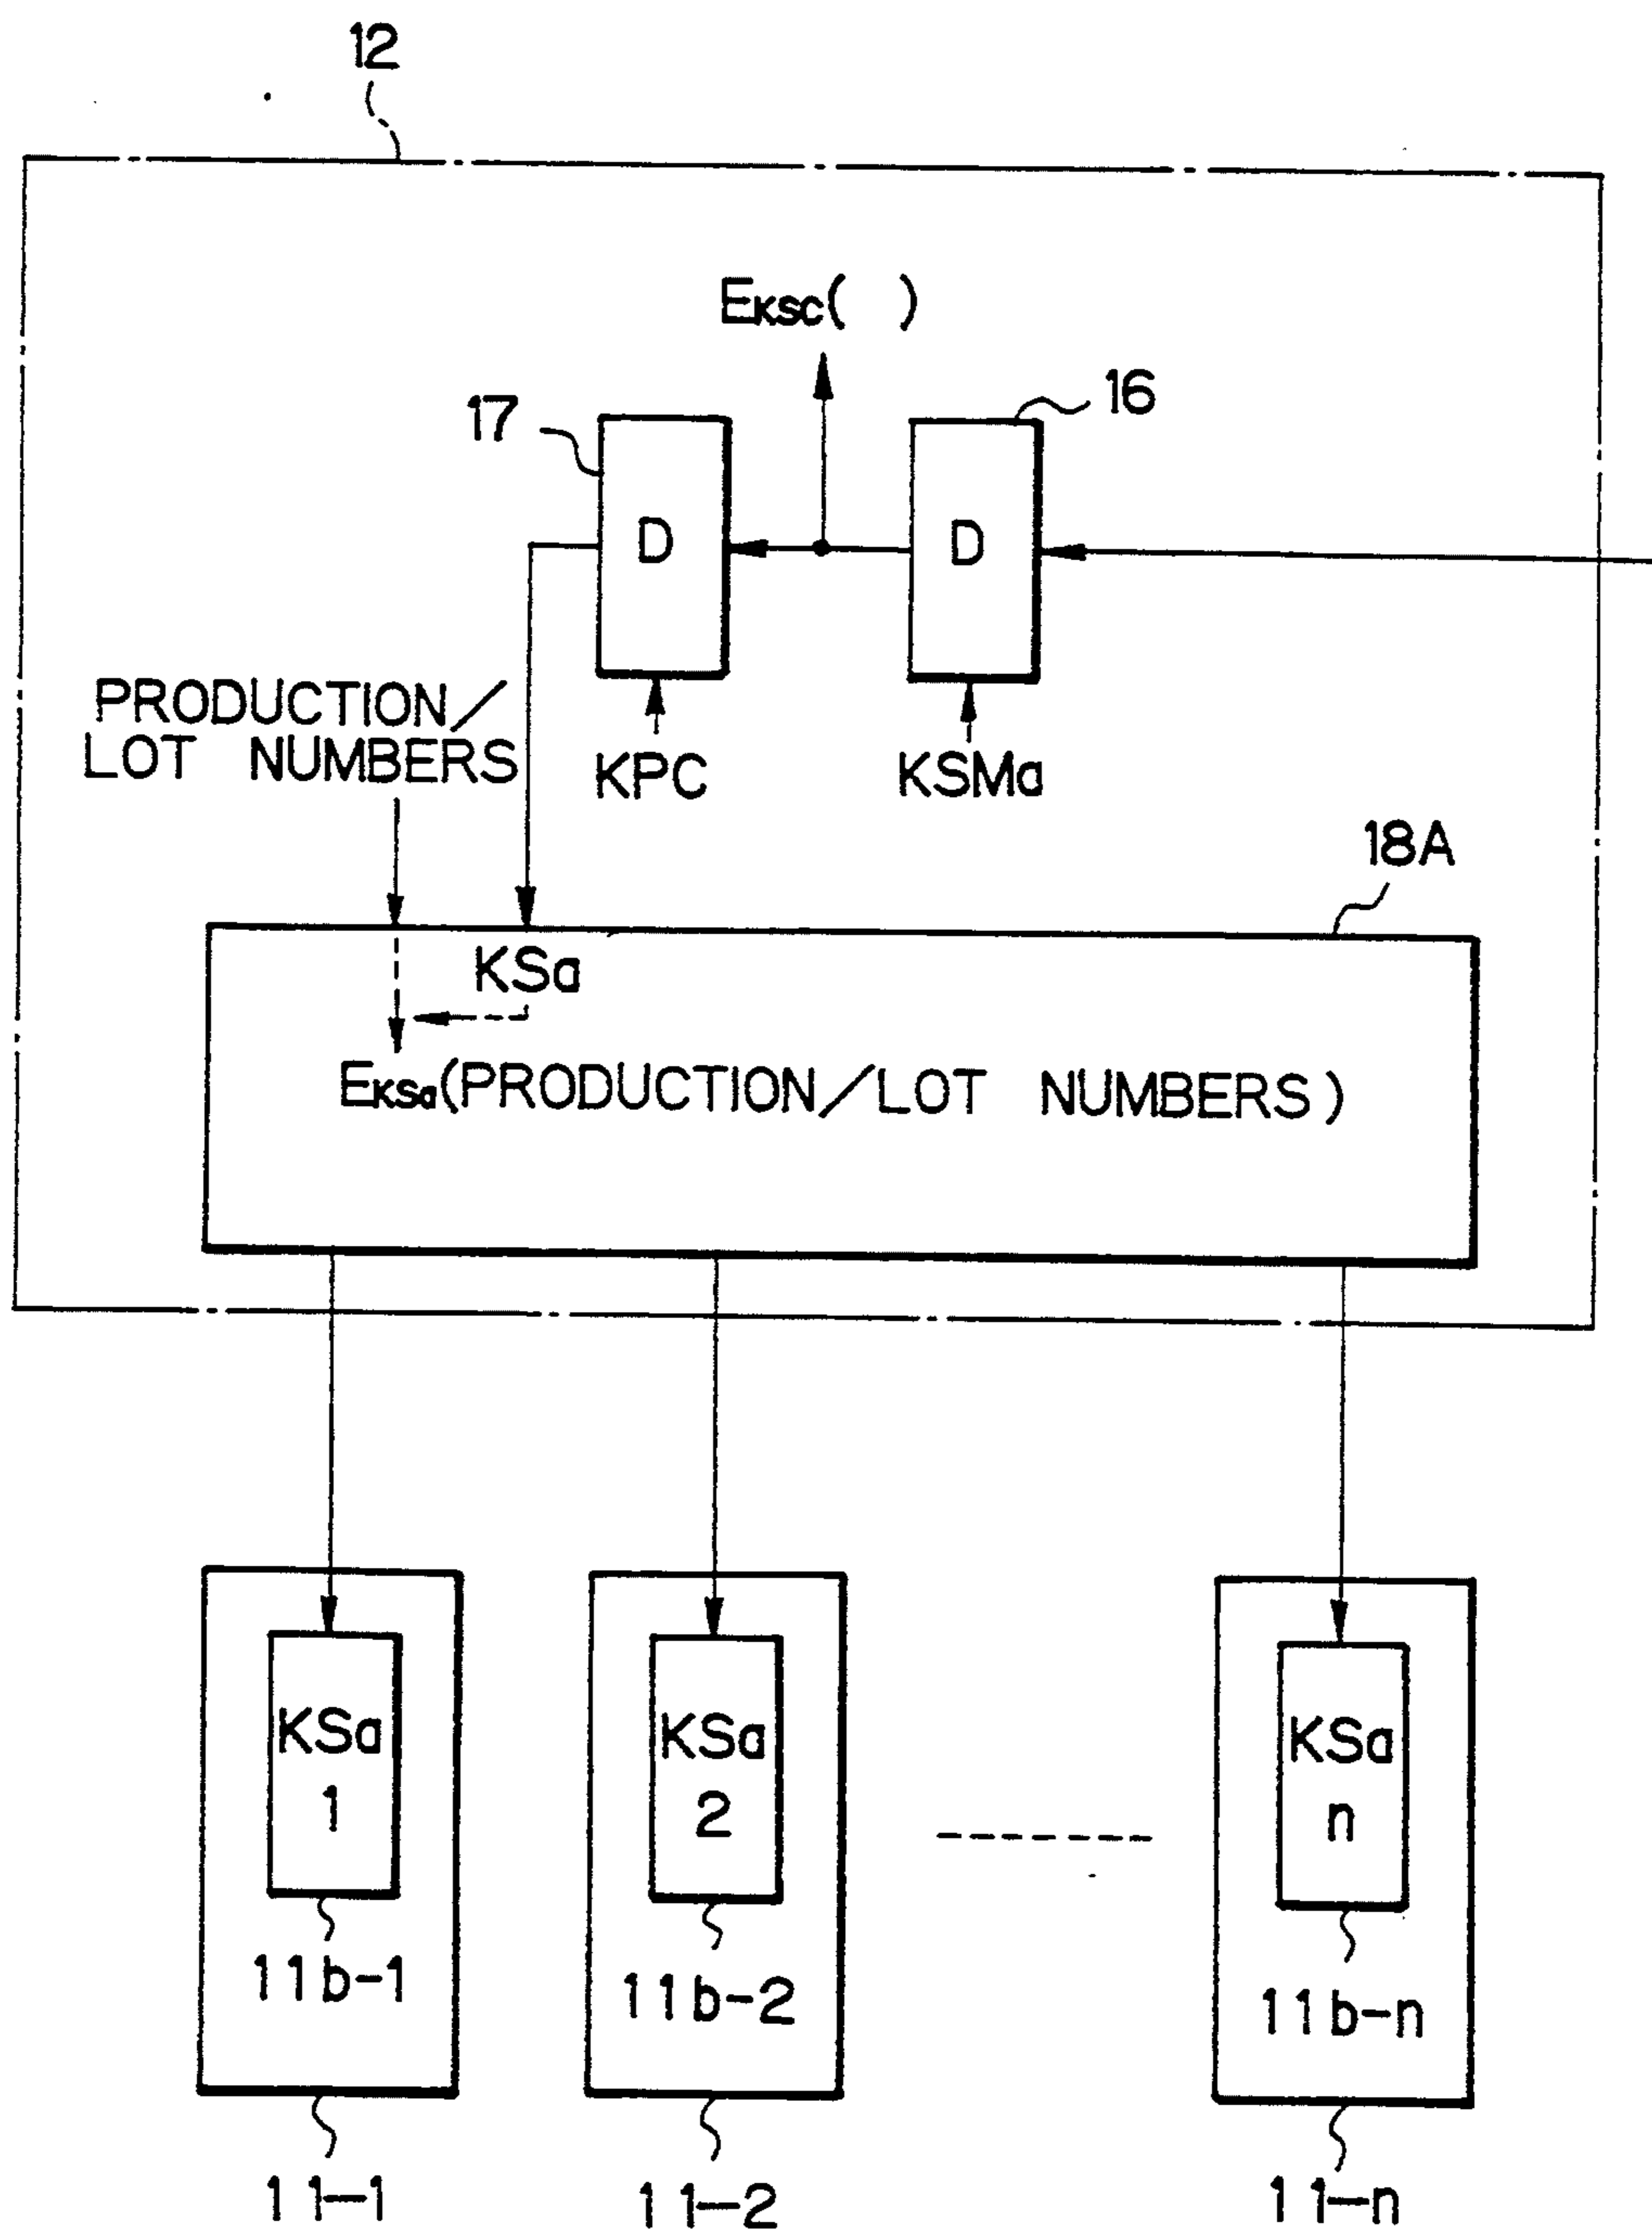 12
EKSC( )
17
16
D
D
PRODUCTION/
LOT NUMBERS
KPC
KSMa
18A
KSa
EKSa(PRODUCTION/LOT NUMBERS)
KSa
1
KSa
2
KSa
n
11b-1
11b-2
11b-n
11-1
11-2
11-n